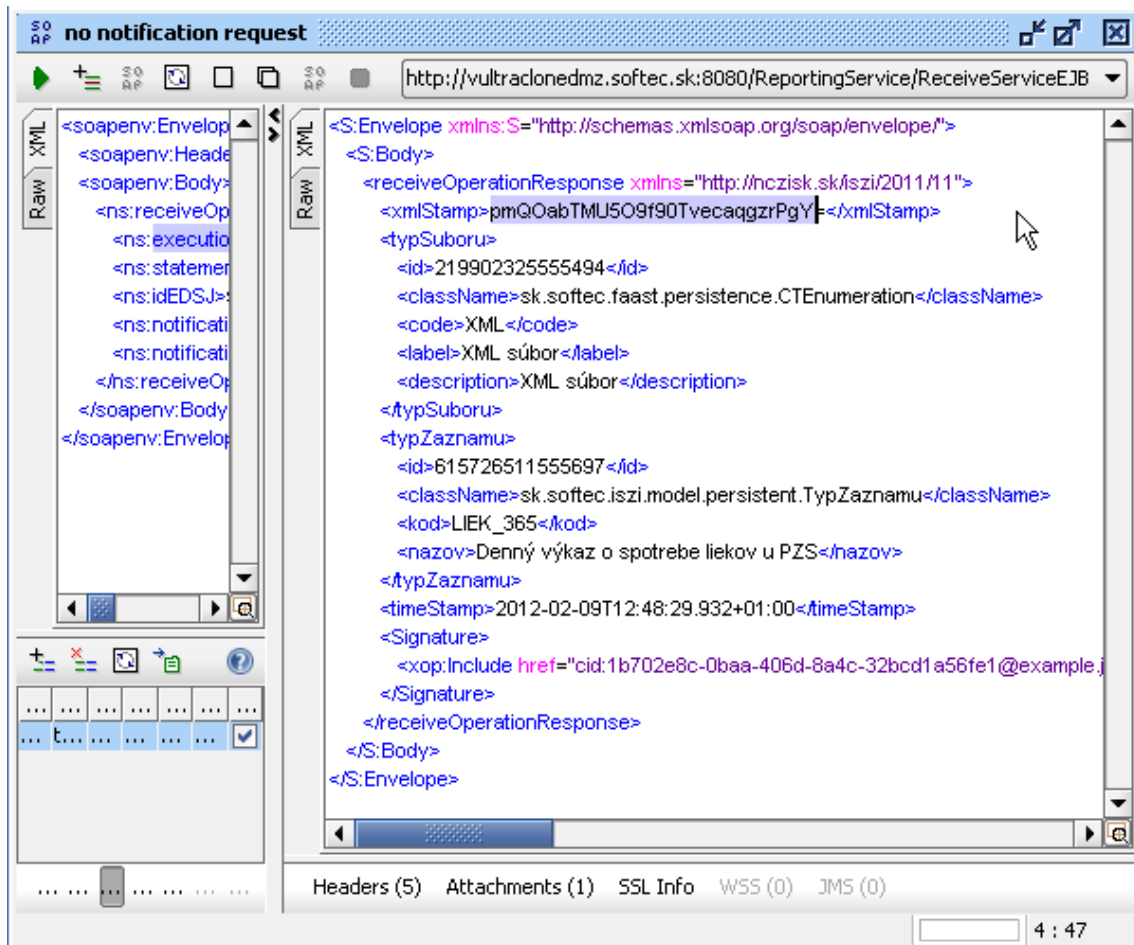 SO AP no notification request
http://vultraclonedmz.softec.sk:8080/ReportingService/ReceiveServiceEJB
XML
Raw
<soapenv:Envelop
<soapenv:Heade
<soapenv:Body>
<ns:receiveOp
<ns:executio
<ns:statemen
<ns:idEDSJ>
<ns:notificati
<ns:notificati
</ns:receiveOp
</soapenv:Body
</soapenv:Envelop
XML
Raw
<S:Envelope xmlns:S="http://schemas.xmlsoap.org/soap/envelope/">
<S:Body>
<receiveOperationResponse xmlns="http://nczisk.sk/iszi/2011/11">
<xmlStamp>pmQOabTMU5O9f90TvecaqgzrPgY=</xmlStamp>
<typSuboru>
<id>219902325555494</id>
<className>sk.softec.faast.persistence.CTEnumeration</className>
<code>XML</code>
<label>XML súbor</label>
<description>XML súbor</description>
</typSuboru>
<typZaznamu>
<id>615726511555697</id>
<className>sk.softec.iszi.model.persistent.TypZaznamu</className>
<kod>LIEK_365</kod>
<nazov>Denný výkaz o spotrebe liekov u PZS</nazov>
</typZaznamu>
<timeStamp>2012-02-09T12:48:29.932+01:00</timeStamp>
<Signature>
<xop:Include href="cid:1b702e8c-0baa-406d-8a4c-32bcd1a56fe1@example.j
</Signature>
</receiveOperationResponse>
</S:Body>
</S:Envelope>
... ... ... ... ... ... ...
... t... ... ... ... ...
... ... ... ... ... ... ...
Headers (5) Attachments (1) SSL Info WSS (0) JMS (0)
4 : 47